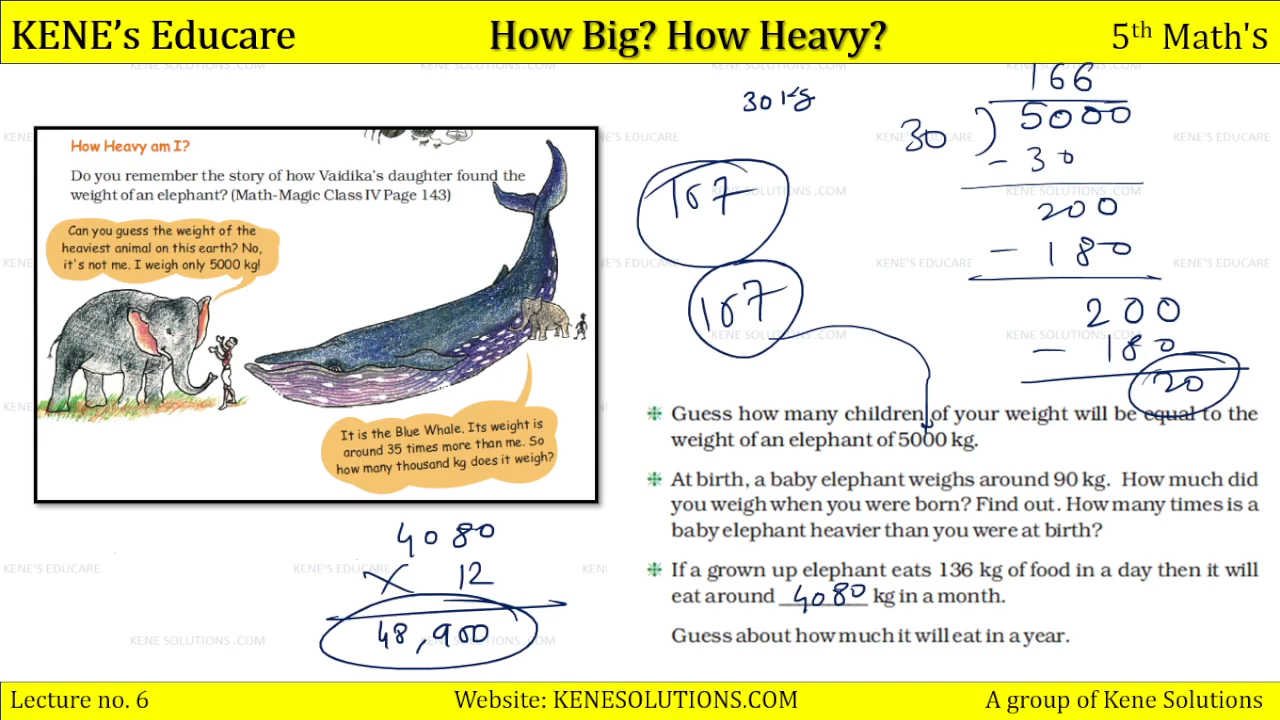 KENE's Educare
How Big? How Heavy?
5th Math's
KENE SOLUTIONS .COM
30 Kg
166
30 ) 5000
- 30
200
- 180
200
- 180
20
167
167
How Heavy am I?
Do you remember the story of how Vaidika's daughter found the
weight of an elephant? (Math-Magic Class IV Page 143)
Can you guess the weight of the
heaviest animal on this earth? No,
it's not me. I weigh only 5000 kg!
It is the Blue Whale. Its weight is
around 35 times more than me. So
how many thousand kg does it weigh?
Guess how many children of your weight will be equal to the
weight of an elephant of 5000 kg.
At birth, a baby elephant weighs around 90 kg. How much did
you weigh when you were born? Find out. How many times is a
baby elephant heavier than you were at birth?
If a grown up elephant eats 136 kg of food in a day then it will
eat around 4080 kg in a month.
Guess about how much it will eat in a year.
4080
× 12
48,900
KENE'S EDUCARE
KENE SOLUTIONS .COM
Lecture no. 6
Website: KENESOLUTIONS.COM
A group of Kene Solutions